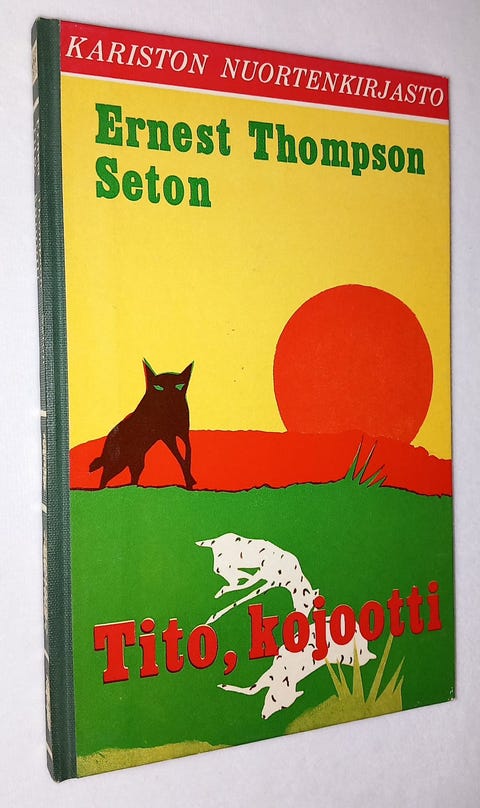 KARISTON NUORTENKIRJASTO
Ernest Thompson
Seton
Tito, kojootti